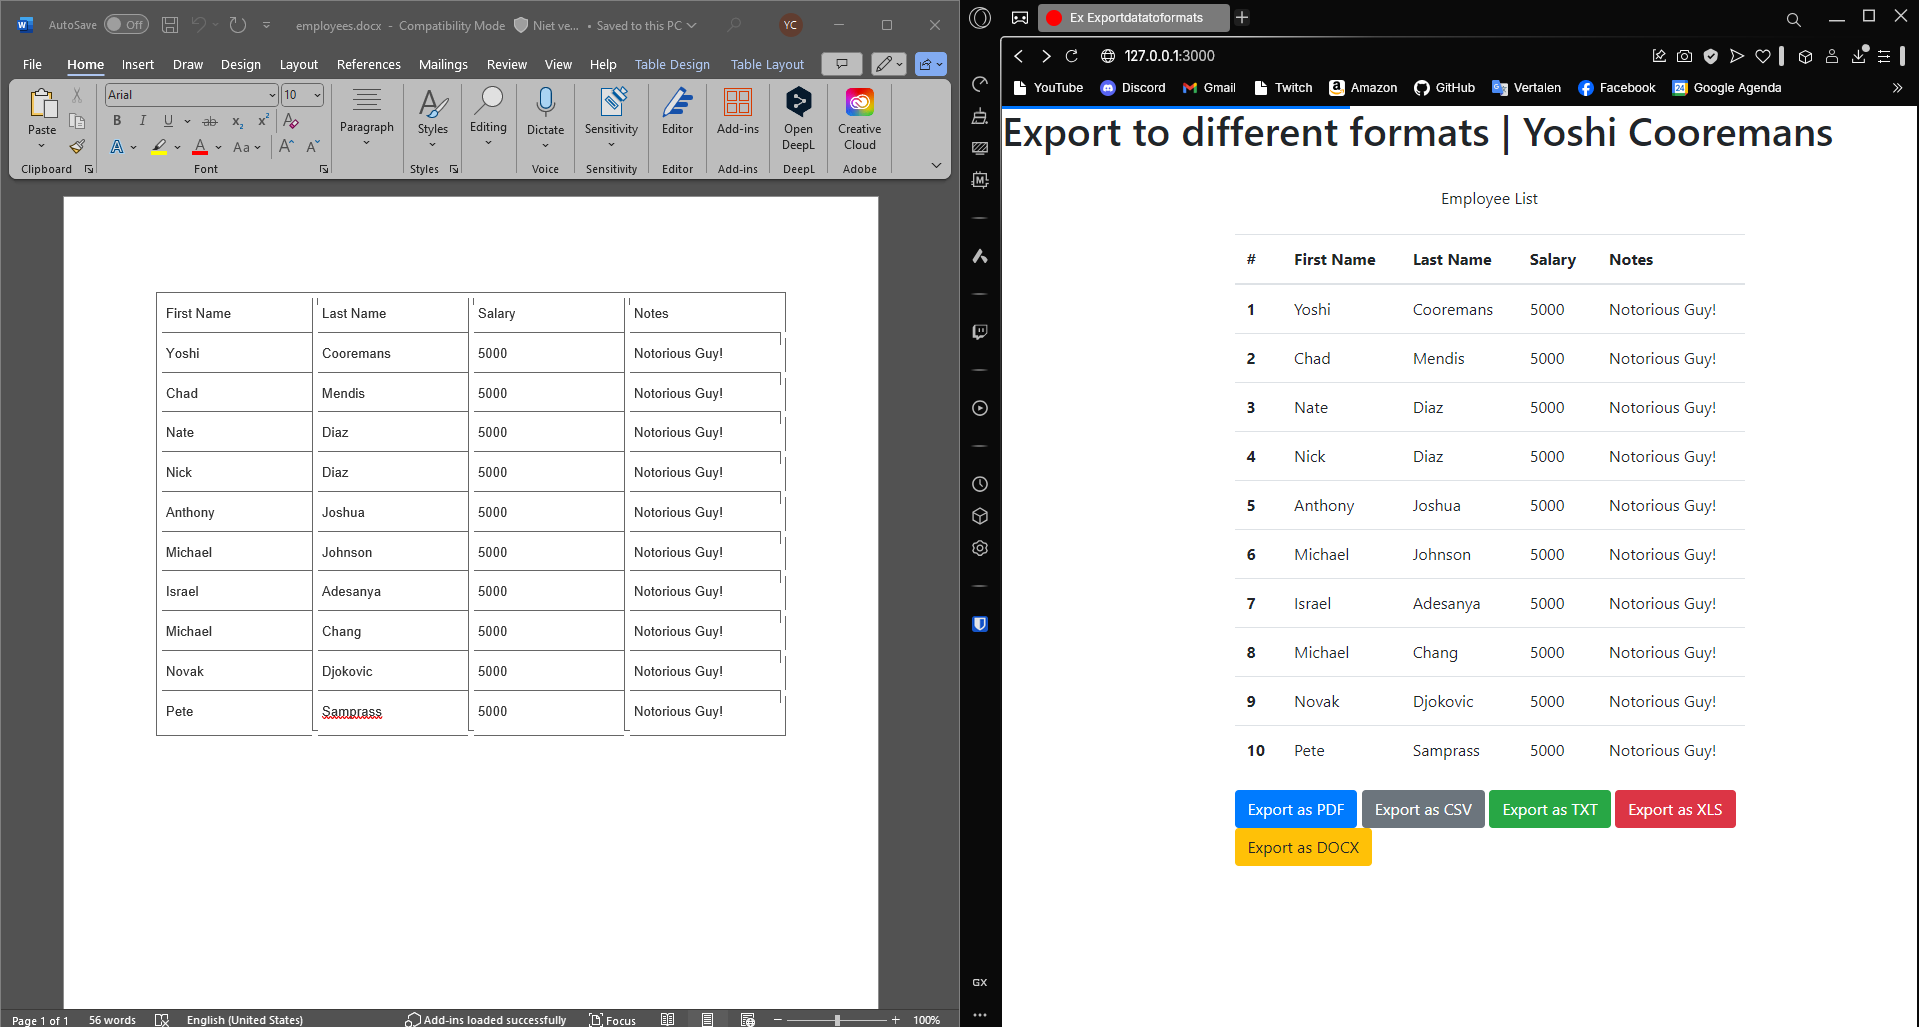 AutoSave Off employees.docx - Compatibility Mode Niet ve... • Saved to this PC YC
File Home Insert Draw Design Layout References Mailings Review View Help Table Design Table Layout
Arial 10
Paste Paragraph Styles Editing Dictate Sensitivity Editor Add-ins Open DeepL Creative Cloud
B I U ab x₂ x²
A A Aa A A
Clipboard Font Styles Voice Sensitivity Editor Add-ins DeepL Adobe
First Name Last Name Salary Notes
Yoshi Cooremans 5000 Notorious Guy!
Chad Mendis 5000 Notorious Guy!
Nate Diaz 5000 Notorious Guy!
Nick Diaz 5000 Notorious Guy!
Anthony Joshua 5000 Notorious Guy!
Michael Johnson 5000 Notorious Guy!
Israel Adesanya 5000 Notorious Guy!
Michael Chang 5000 Notorious Guy!
Novak Djokovic 5000 Notorious Guy!
Pete Samprass 5000 Notorious Guy!
Page 1 of 1 56 words English (United States) Add-ins loaded successfully Focus 100%
Ex Exportdatatoformats
127.0.0.1:3000
YouTube Discord Gmail Twitch Amazon GitHub Vertalen Facebook 24 Google Agenda
M
GX
Export to different formats | Yoshi Cooremans
Employee List
# First Name Last Name Salary Notes
1 Yoshi Cooremans 5000 Notorious Guy!
2 Chad Mendis 5000 Notorious Guy!
3 Nate Diaz 5000 Notorious Guy!
4 Nick Diaz 5000 Notorious Guy!
5 Anthony Joshua 5000 Notorious Guy!
6 Michael Johnson 5000 Notorious Guy!
7 Israel Adesanya 5000 Notorious Guy!
8 Michael Chang 5000 Notorious Guy!
9 Novak Djokovic 5000 Notorious Guy!
10 Pete Samprass 5000 Notorious Guy!
Export as PDF Export as CSV Export as TXT Export as XLS
Export as DOCX